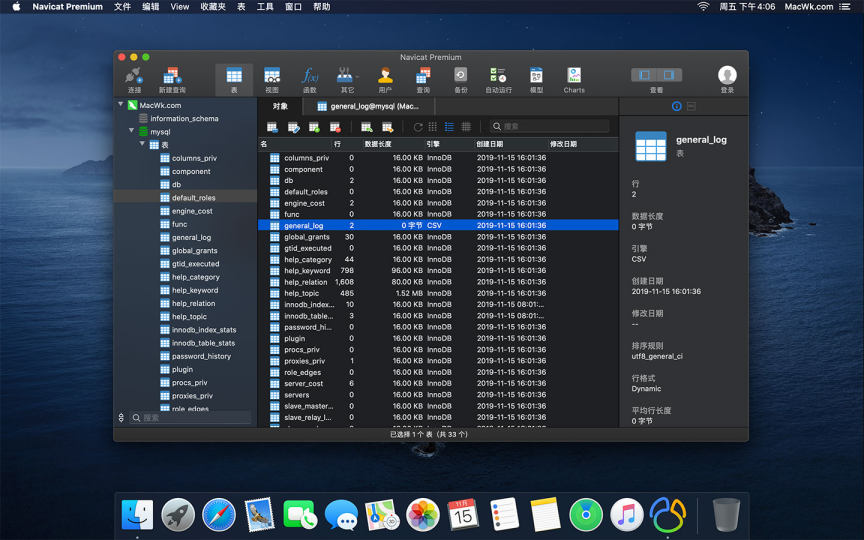 Navicat Premium 文件 编辑 View 收藏夹 表 工具 窗口 帮助 周五 下午 4:06 MacWk.com
Navicat Premium
连接 新建查询 表 视图 函数 其它 用户 查询 备份 自动运行 模型 Charts 查看 登录
MacWk.com
information_schema
mysql
表
columns_priv
component
db
default_roles
engine_cost
func
general_log
global_grants
gtid_executed
help_category
help_keyword
help_relation
help_topic
innodb_index_stats
innodb_table_stats
password_history
plugin
procs_priv
proxies_priv
role_edges
搜索
对象 general_log@mysql (Mac...
搜索
名 行 数据长度 引擎 创建日期 修改日期
columns_priv 0 16.00 KB InnoDB 2019-11-15 16:01:36
component 0 16.00 KB InnoDB 2019-11-15 16:01:36
db 2 16.00 KB InnoDB 2019-11-15 16:01:36
default_roles 0 16.00 KB InnoDB 2019-11-15 16:01:36
engine_cost 2 16.00 KB InnoDB 2019-11-15 16:01:36
func 0 16.00 KB InnoDB 2019-11-15 16:01:36
general_log 2 0 字节 CSV 2019-11-15 16:01:36
global_grants 30 16.00 KB InnoDB 2019-11-15 16:01:36
gtid_executed 0 16.00 KB InnoDB 2019-11-15 16:01:36
help_category 44 16.00 KB InnoDB 2019-11-15 16:01:36
help_keyword 798 96.00 KB InnoDB 2019-11-15 16:01:36
help_relation 1,608 80.00 KB InnoDB 2019-11-15 16:01:36
help_topic 485 1.52 MB InnoDB 2019-11-15 16:01:36
innodb_index... 10 16.00 KB InnoDB 2019-11-15 08:01:...
innodb_table... 3 16.00 KB InnoDB 2019-11-15 08:01:...
password_hi... 0 16.00 KB InnoDB 2019-11-15 16:01:36
plugin 0 16.00 KB InnoDB 2019-11-15 16:01:36
procs_priv 0 16.00 KB InnoDB 2019-11-15 16:01:36
proxies_priv 1 16.00 KB InnoDB 2019-11-15 16:01:36
role_edges 0 16.00 KB InnoDB 2019-11-15 16:01:36
server_cost 6 16.00 KB InnoDB 2019-11-15 16:01:36
servers 0 16.00 KB InnoDB 2019-11-15 16:01:36
slave_master... 0 16.00 KB InnoDB 2019-11-15 16:01:36
slave_relay_l... 0 16.00 KB InnoDB 2019-11-15 16:01:36
general_log
表
行
2
数据长度
0 字节
引擎
CSV
创建日期
2019-11-15 16:01:36
修改日期
--
排序规则
utf8_general_ci
行格式
Dynamic
平均行长度
0 字节
已选择 1 个 表（共 33 个）
11月
15